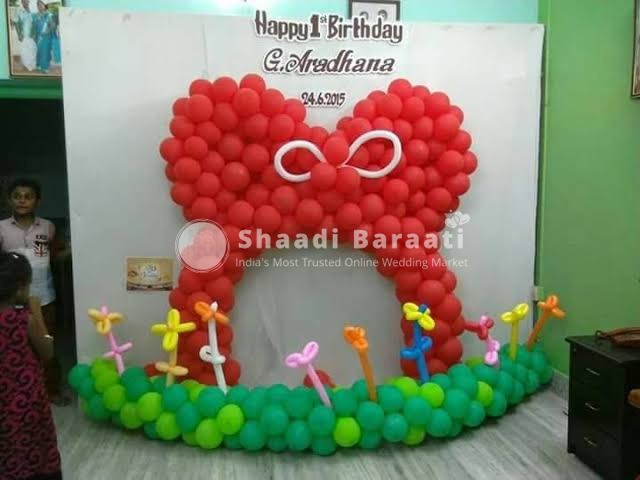 Happy 1st Birthday
G. Aradhana
24.6.2015
Shaadi Baraati
India's Most Trusted Online Wedding Market